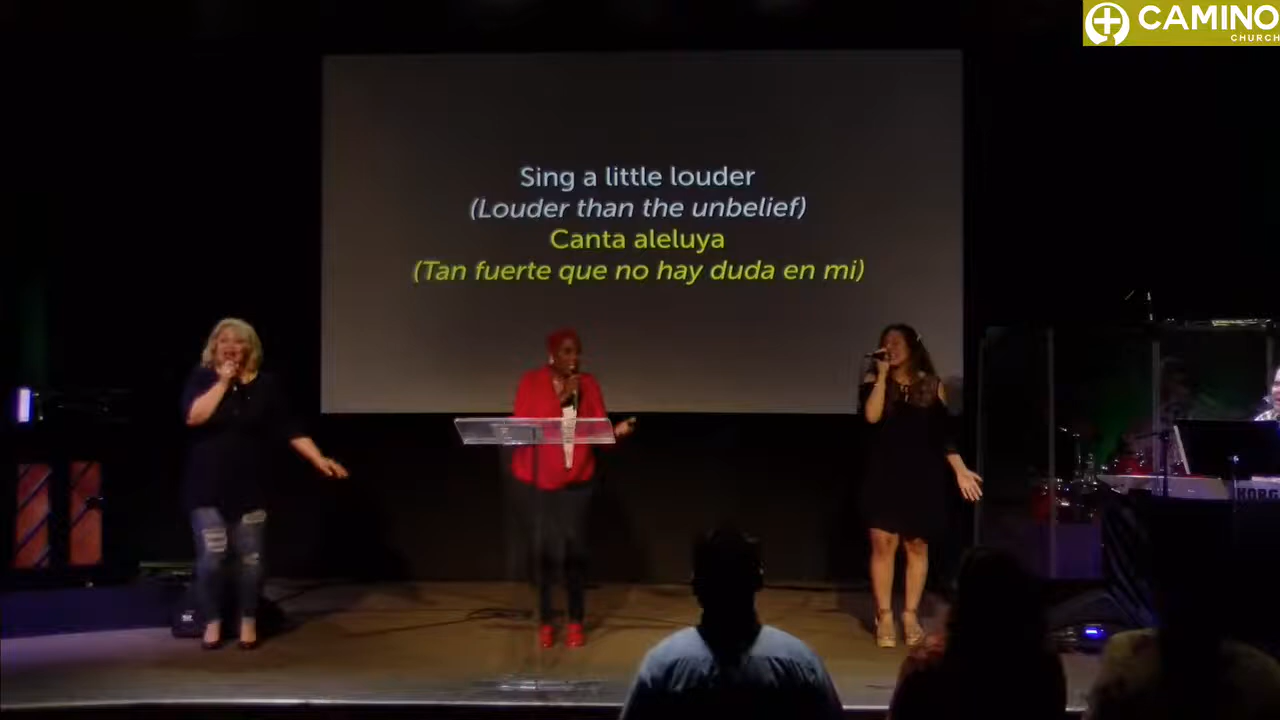 CAMINO
CHURCH
Sing a little louder
(Louder than the unbelief)
Canta aleluya
(Tan fuerte que no hay duda en mi)
KORG